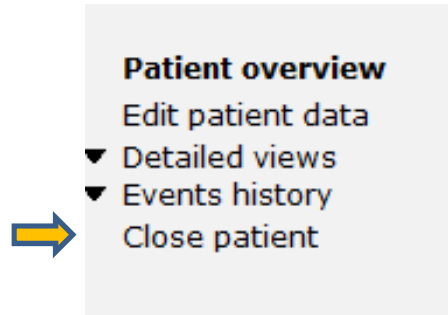 Patient overview
Edit patient data
Detailed views
Events history
Close patient